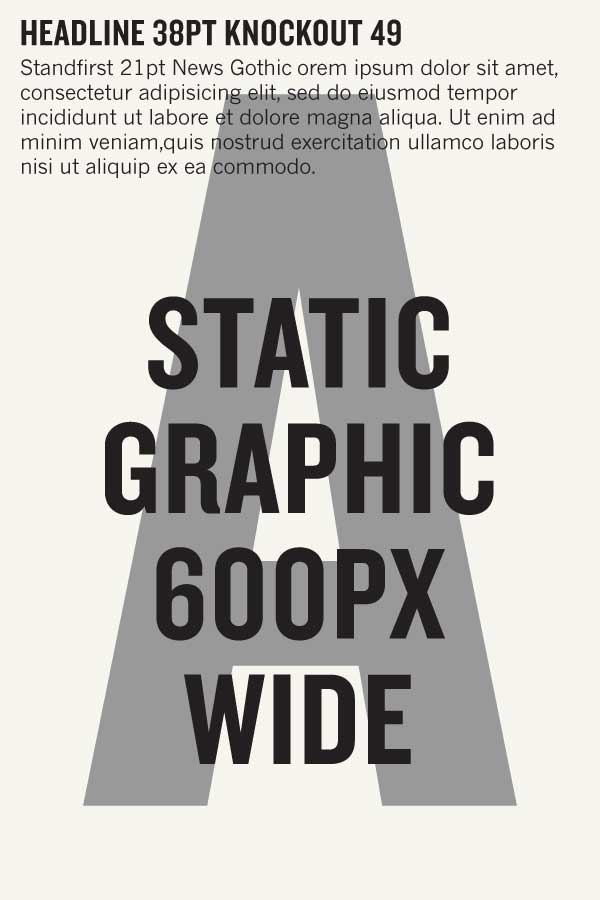 HEADLINE 38PT KNOCKOUT 49
Standfirst 21pt News Gothic orem ipsum dolor sit amet,
consectetur adipisicing elit, sed do eiusmod tempor
incididunt ut labore et dolore magna aliqua. Ut enim ad
minim veniam,quis nostrud exercitation ullamco laboris
nisi ut aliquip ex ea commodo.
A
STATIC
GRAPHIC
600PX
WIDE